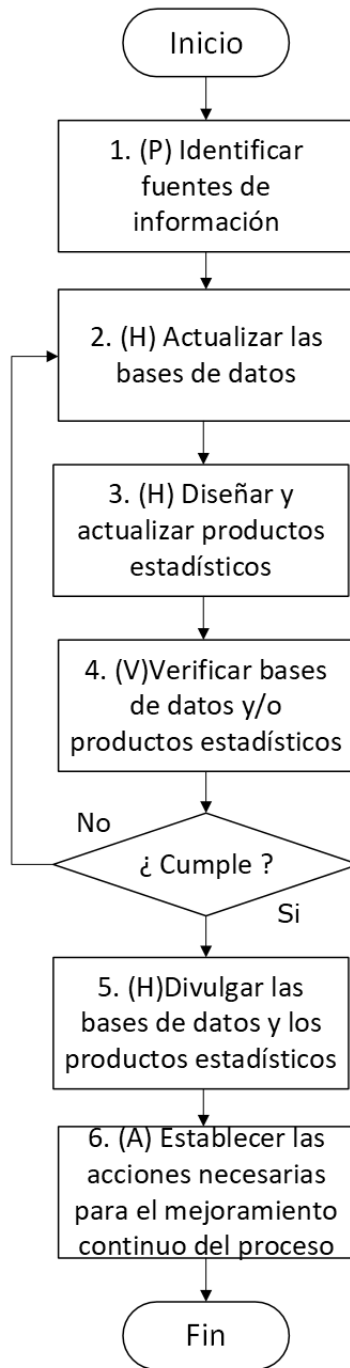 Inicio
1. (P) Identificar
fuentes de
información
2. (H) Actualizar las
bases de datos
3. (H) Diseñar y
actualizar productos
estadísticos
4. (V)Verificar bases
de datos y/o
productos estadísticos
No
¿ Cumple ?
Si
5. (H)Divulgar las
bases de datos y los
productos estadísticos
6. (A) Establecer las
acciones necesarias
para el mejoramiento
continuo del proceso
Fin